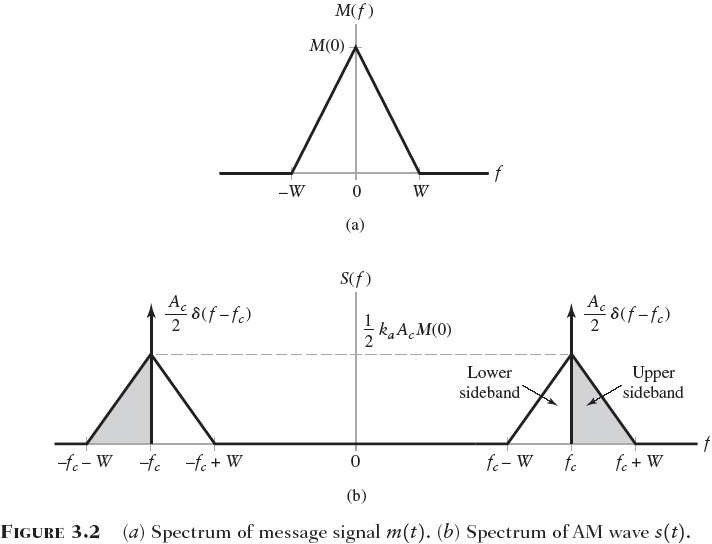 M(f)
M(0)
f
–W 0 W
(a)
S(f)
A_c/2 δ(f – f_c)
1/2 k_a A_c M(0)
A_c/2 δ(f – f_c)
Lower
sideband
Upper
sideband
f
–f_c – W –f_c –f_c + W 0 f_c – W f_c f_c + W
(b)
FIGURE 3.2 (a) Spectrum of message signal m(t). (b) Spectrum of AM wave s(t).